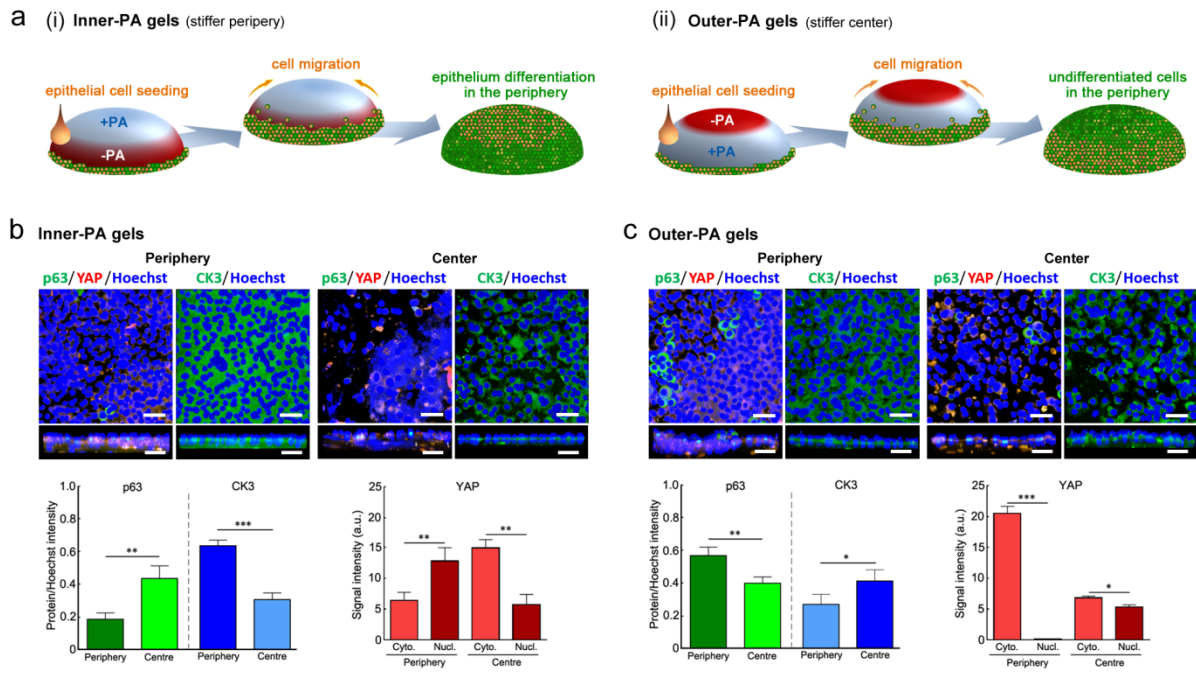 a (i) Inner-PA gels (stiffer peripery)
epithelial cell seeding
+PA
-PA
cell migration
epithelium differentiation
in the periphery
(ii) Outer-PA gels (stiffer center)
epithelial cell seeding
-PA
+PA
cell migration
undifferentiated cells
in the periphery
b Inner-PA gels
Periphery
Center
p63/YAP/Hoechst
CK3/Hoechst
p63/YAP/Hoechst
CK3/Hoechst
Protein/Hoechst intensity
1.0
0.8
0.6
0.4
0.2
0
p63
CK3
**
***
Periphery
Centre
Periphery
Centre
Signal intensity (a.u.)
25
20
15
10
5
0
YAP
**
**
Cyto.
Nucl.
Cyto.
Nucl.
Periphery
Centre
c Outer-PA gels
Periphery
Center
p63/YAP/Hoechst
CK3/Hoechst
p63/YAP/Hoechst
CK3/Hoechst
Protein/Hoechst intensity
1.0
0.8
0.6
0.4
0.2
0
p63
CK3
**
*
Periphery
Centre
Periphery
Centre
Signal intensity (a.u.)
25
20
15
10
5
0
YAP
***
*
Cyto.
Nucl.
Cyto.
Nucl.
Periphery
Centre